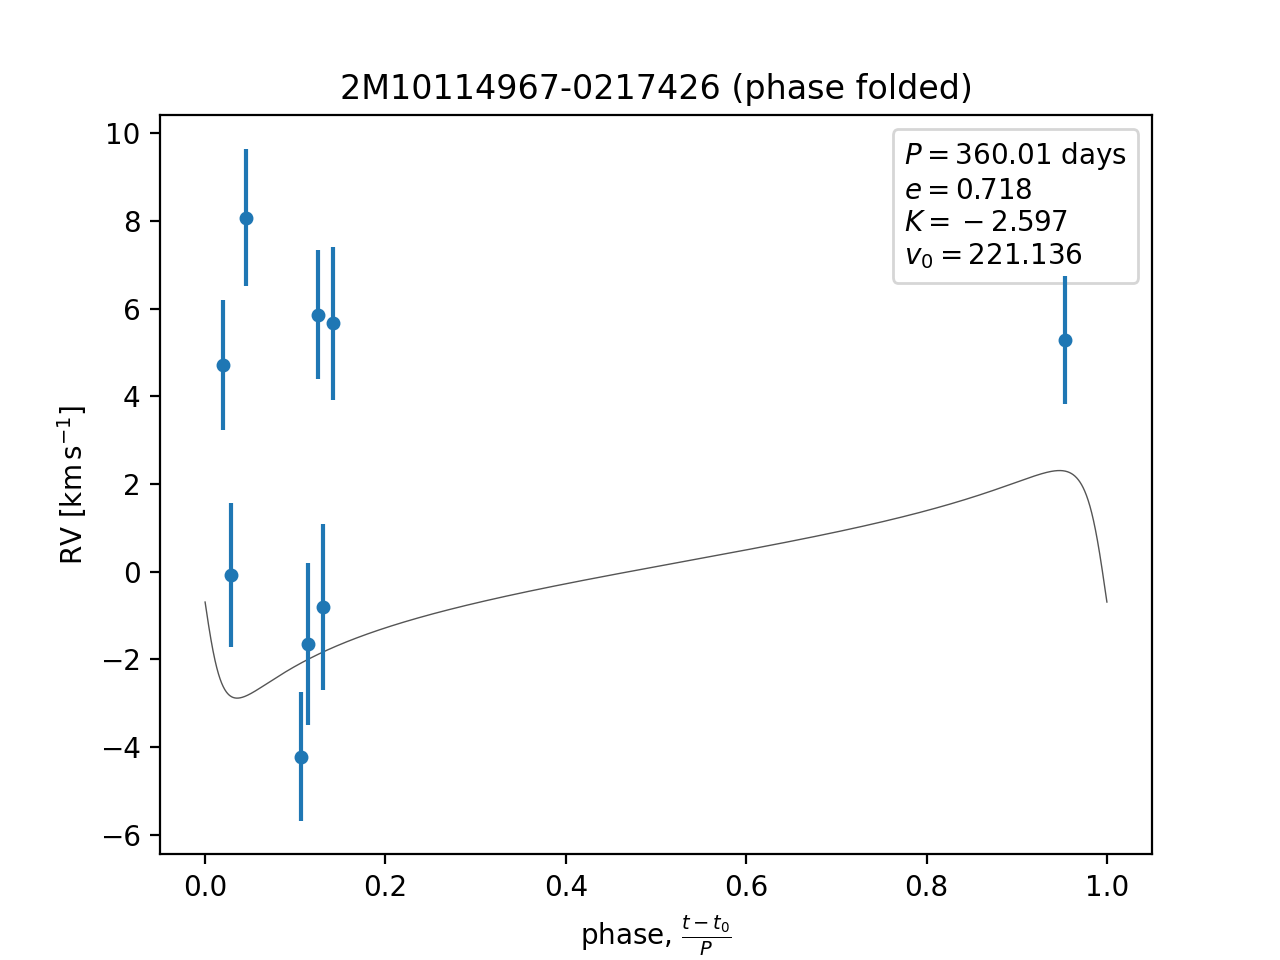 2M10114967-0217426 (phase folded)
P = 360.01 days
e = 0.718
K = −2.597
v₀ = 221.136
10
8
6
4
2
0
−2
−4
−6
RV [km s⁻¹]
0.0 0.2 0.4 0.6 0.8 1.0
phase, (t − t₀)/P